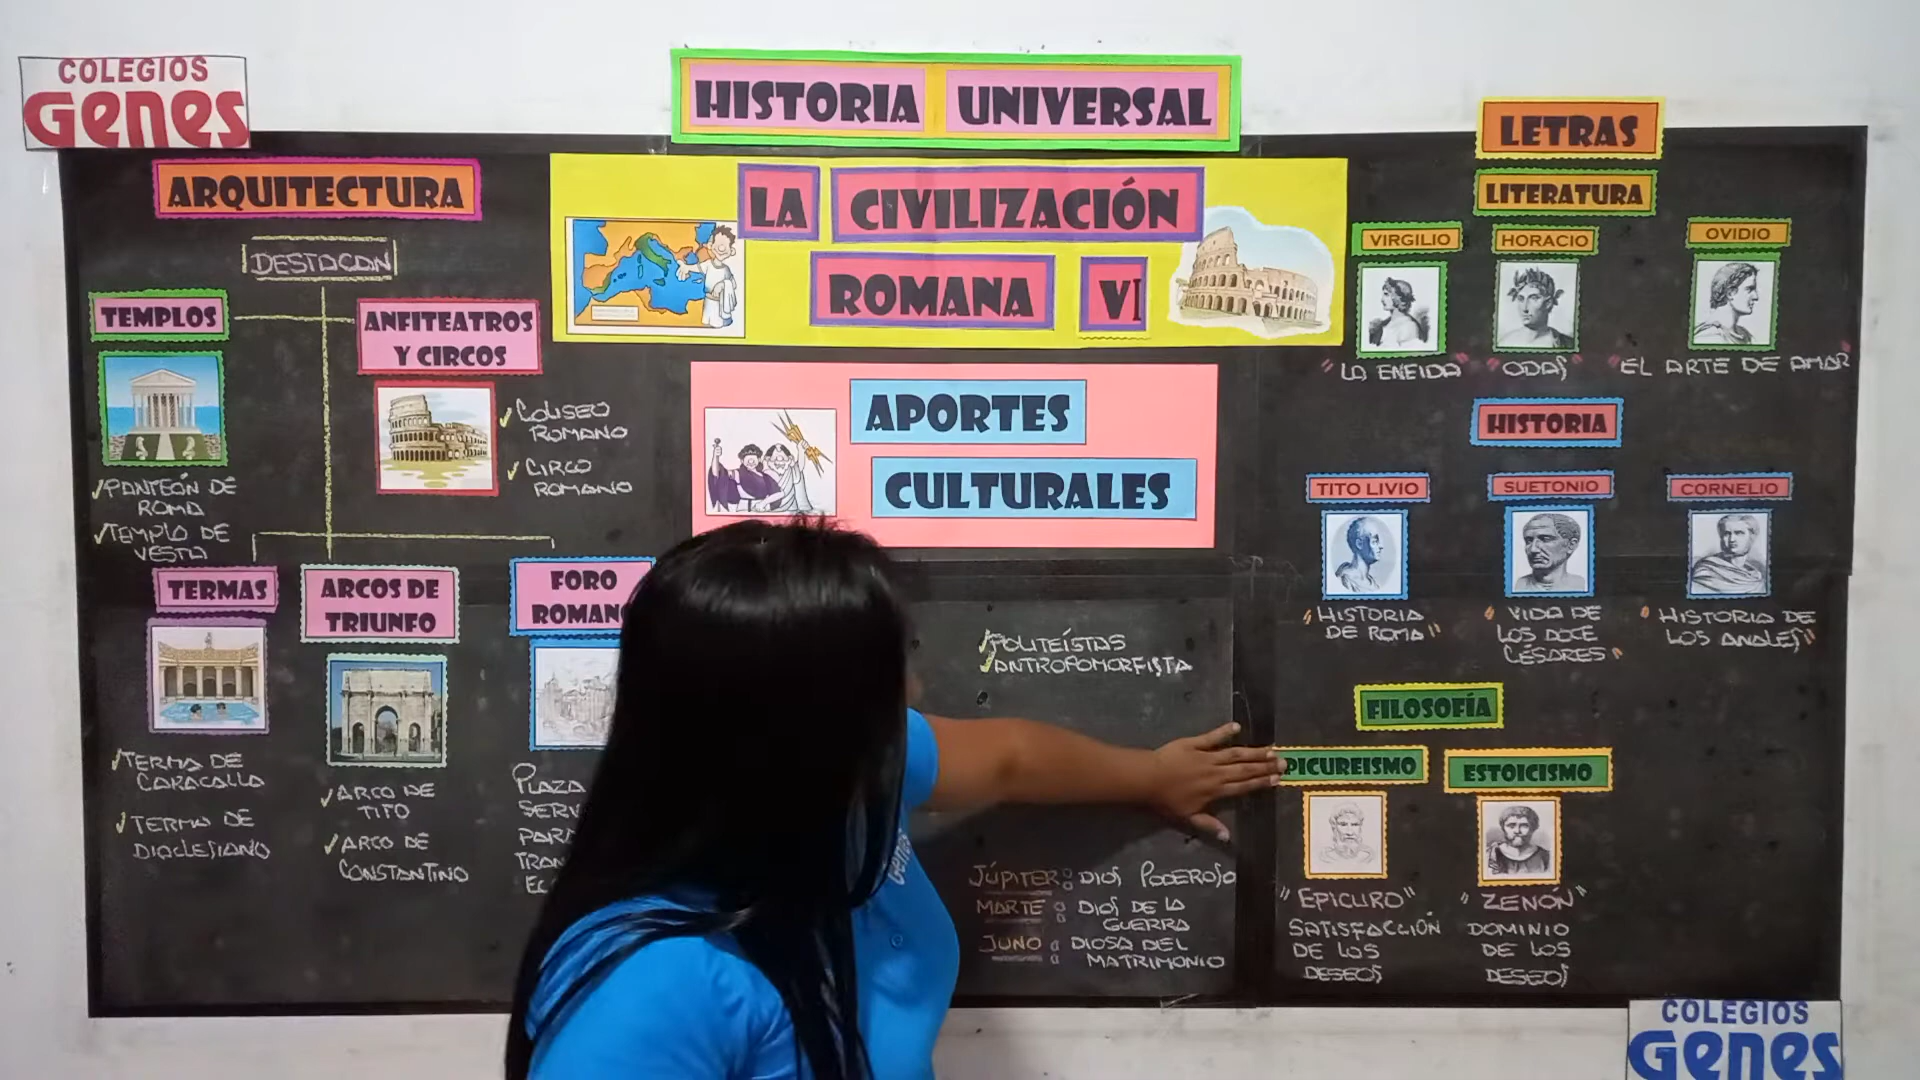 COLEGIOS
GENES
HISTORIA UNIVERSAL
LA CIVILIZACIÓN
ROMANA VI
APORTES
CULTURALES
ARQUITECTURA
DESTACAN
TEMPLOS
✓PANTEÓN DE
ROMA
✓TEMPLO DE
VESTA
ANFITEATROS
Y CIRCOS
✓COLISEO
ROMANO
✓CIRCO
ROMANO
TERMAS
✓TERMA DE
CARACALLA
✓TERMA DE
DIOCLESIANO
ARCOS DE
TRIUNFO
✓ARCO DE
TITO
✓ARCO DE
CONSTANTINO
FORO
ROMANO
PLAZA
✓POLITEÍSTAS
✓ANTROPOMORFISTA
JÚPITER: DIOS PODEROSO
MARTE: DIOS DE LA
GUERRA
JUNO: DIOSA DEL
MATRIMONIO
Genes
LETRAS
LITERATURA
VIRGILIO
"LA ENEIDA"
HORACIO
"ODAS"
OVIDIO
"EL ARTE DE AMAR"
HISTORIA
TITO LIVIO
"HISTORIA
DE ROMA"
SUETONIO
"VIDA DE
LOS DOCE
CÉSARES"
CORNELIO
"HISTORIA DE
LOS ANALES"
FILOSOFÍA
PICUREISMO
"EPICURO"
SATISFACCIÓN
DE LOS
DESEOS
ESTOICISMO
"ZENÓN"
DOMINIO
DE LOS
DESEOS
COLEGIOS
GENES